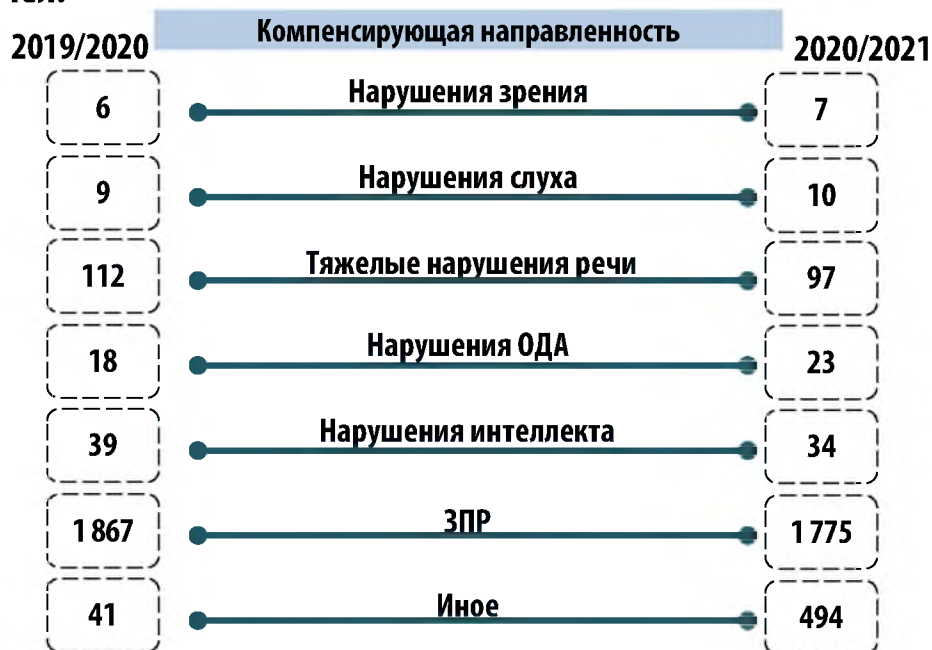 Компенсирующая направленность
2019/2020 2020/2021
6 Нарушения зрения 7
9 Нарушения слуха 10
112 Тяжелые нарушения речи 97
18 Нарушения ОДА 23
39 Нарушения интеллекта 34
1 867 ЗПР 1 775
41 Иное 494